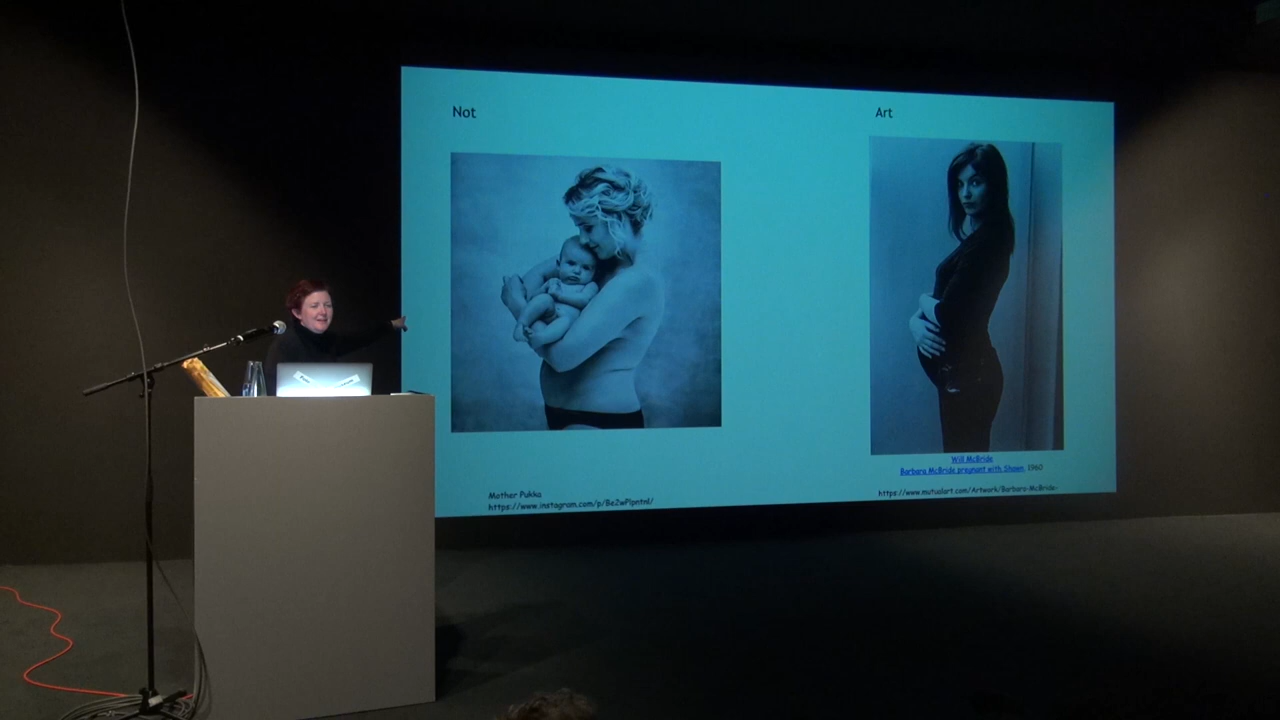 Not
Art
Will McBride
Barbara McBride pregnant with Shawn, 1960
https://www.mutualart.com/Artwork/Barbara-McBride-
Mother Pukka
https://www.instagram.com/p/Be2wPlpntnl/